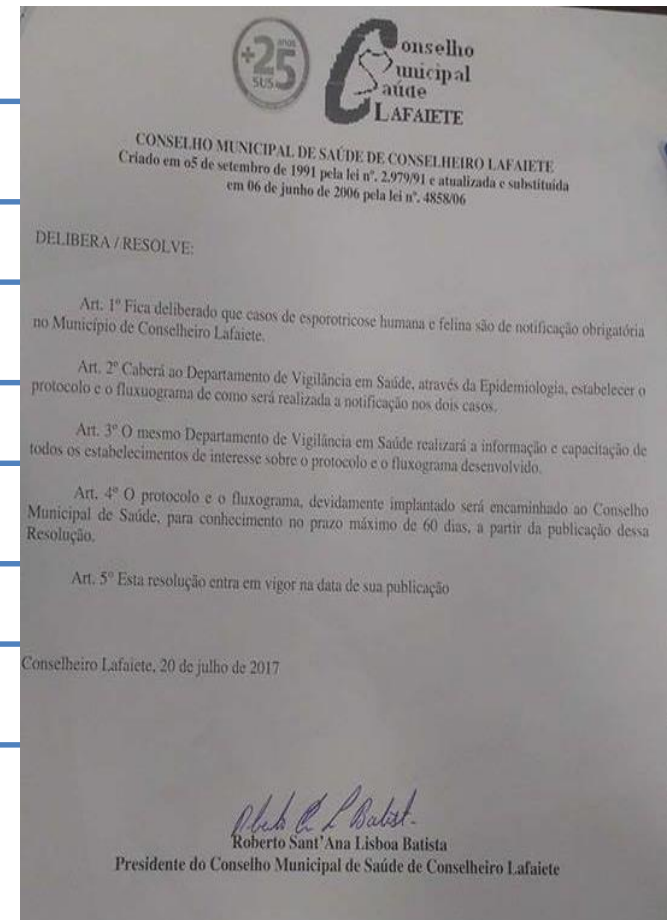 +25 anos
SUS
Conselho
Municipal
Saúde
LAFAIETE
CONSELHO MUNICIPAL DE SAÚDE DE CONSELHEIRO LAFAIETE
Criado em o5 de setembro de 1991 pela lei nº. 2.979/91 e atualizada e substituída
em 06 de junho de 2006 pela lei nº. 4858/06
DELIBERA / RESOLVE:
Art. 1º Fica deliberado que casos de esporotricose humana e felina são de notificação obrigatória
no Município de Conselheiro Lafaiete.
Art. 2º Caberá ao Departamento de Vigilância em Saúde, através da Epidemiologia, estabelecer o
protocolo e o fluxuograma de como será realizada a notificação nos dois casos.
Art. 3º O mesmo Departamento de Vigilância em Saúde realizará a informação e capacitação de
todos os estabelecimentos de interesse sobre o protocolo e o fluxograma desenvolvido.
Art. 4º O protocolo e o fluxograma, devidamente implantado será encaminhado ao Conselho
Municipal de Saúde, para conhecimento no prazo máximo de 60 dias, a partir da publicação dessa
Resolução.
Art. 5º Esta resolução entra em vigor na data de sua publicação
Conselheiro Lafaiete, 20 de julho de 2017
Roberto Sant'Ana Lisboa Batista
Presidente do Conselho Municipal de Saúde de Conselheiro Lafaiete